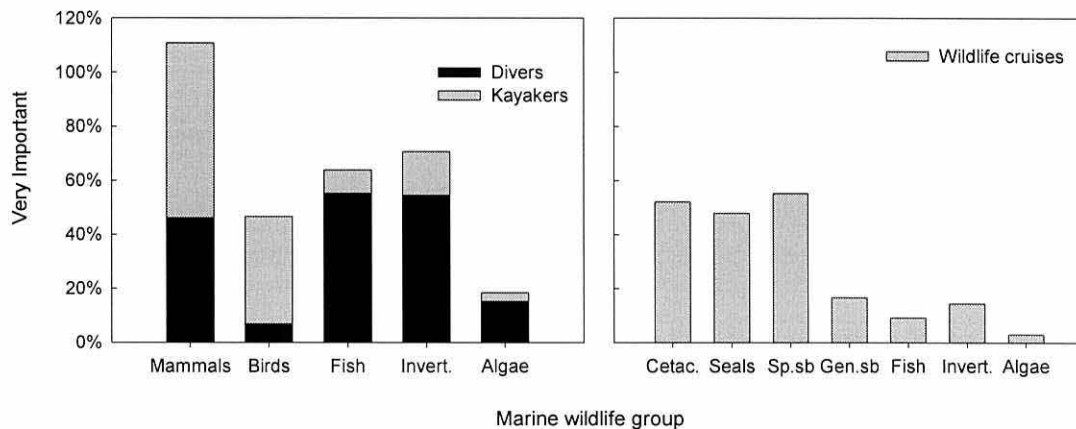 120%
100%
80%
60%
40%
20%
0%
Very Important
Divers
Kayakers
Mammals Birds Fish Invert. Algae
Wildlife cruises
Cetac. Seals Sp.sb Gen.sb Fish Invert. Algae
Marine wildlife group